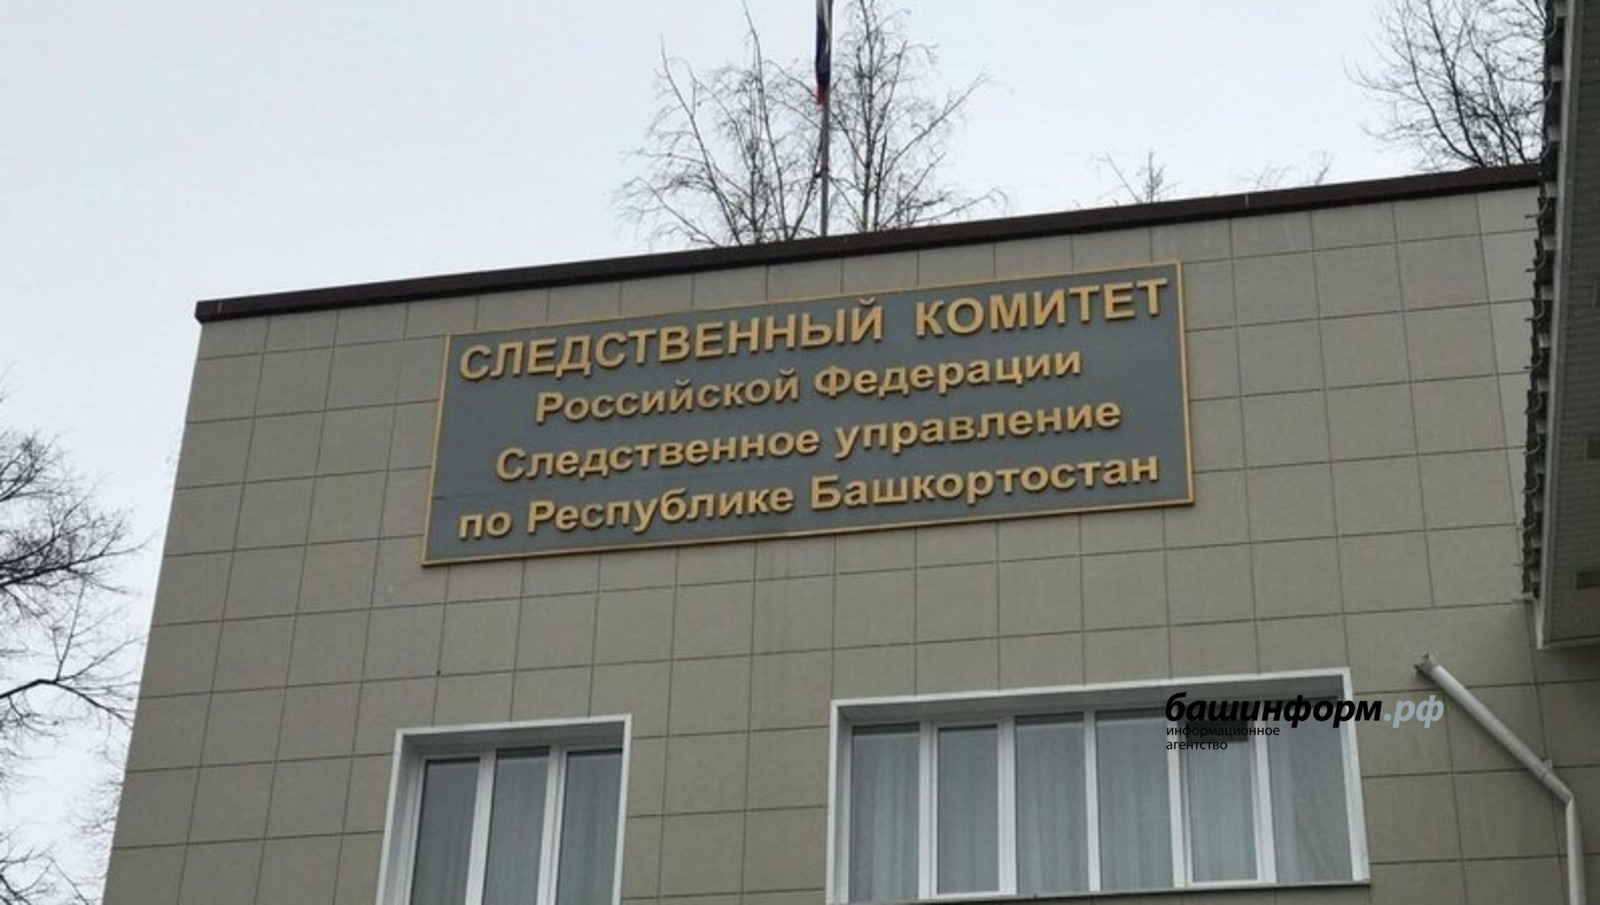 СЛЕДСТВЕННЫЙ КОМИТЕТ
Российской Федерации
Следственное управление
по Республике Башкортостан
башинформ.рф
информационное
агентство